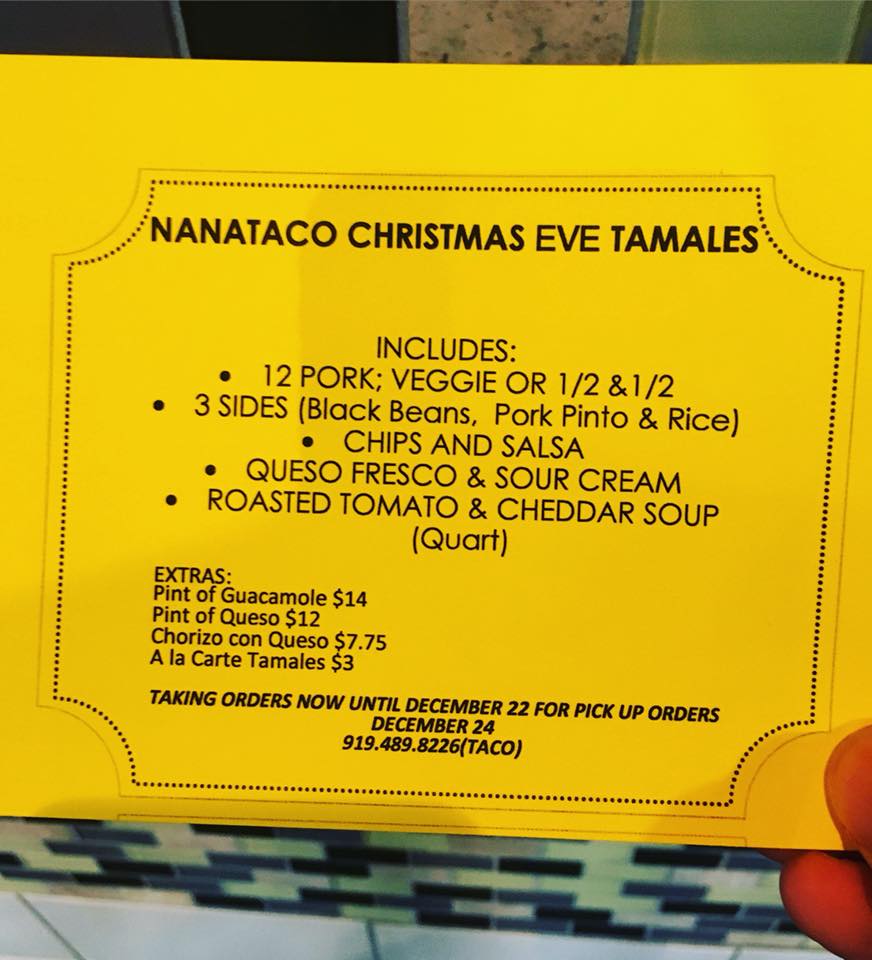 NANATACO CHRISTMAS EVE TAMALES
INCLUDES:
• 12 PORK; VEGGIE OR 1/2 &1/2
• 3 SIDES (Black Beans, Pork Pinto & Rice)
• CHIPS AND SALSA
• QUESO FRESCO & SOUR CREAM
• ROASTED TOMATO & CHEDDAR SOUP
(Quart)
EXTRAS:
Pint of Guacamole $14
Pint of Queso $12
Chorizo con Queso $7.75
A la Carte Tamales $3
TAKING ORDERS NOW UNTIL DECEMBER 22 FOR PICK UP ORDERS
DECEMBER 24
919.489.8226(TACO)